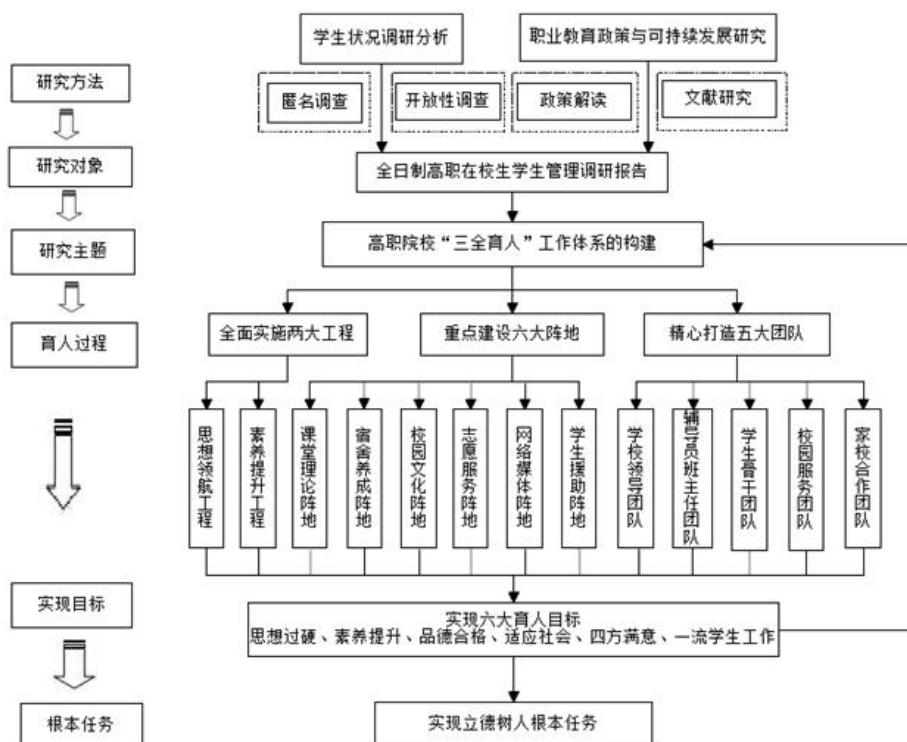 学生状况调研分析
职业教育政策与可持续发展研究
研究方法
匿名调查
开放性调查
政策解读
文献研究
研究对象
全日制高职在校生学生管理调研报告
研究主题
高职院校“三全育人”工作体系的构建
育人过程
全面实施两大工程
重点建设六大阵地
精心打造五大团队
思想领航工程
素养提升工程
课堂理论阵地
宿舍养成阵地
校园文化阵地
志愿服务阵地
网络媒体阵地
学生援助阵地
学校领导团队
辅导员班主任团队
学生骨干团队
校园服务团队
家校合作团队
实现目标
实现六大育人目标
思想过硬、素养提升、品德合格、适应社会、四方满意、一流学生工作
根本任务
实现立德树人根本任务